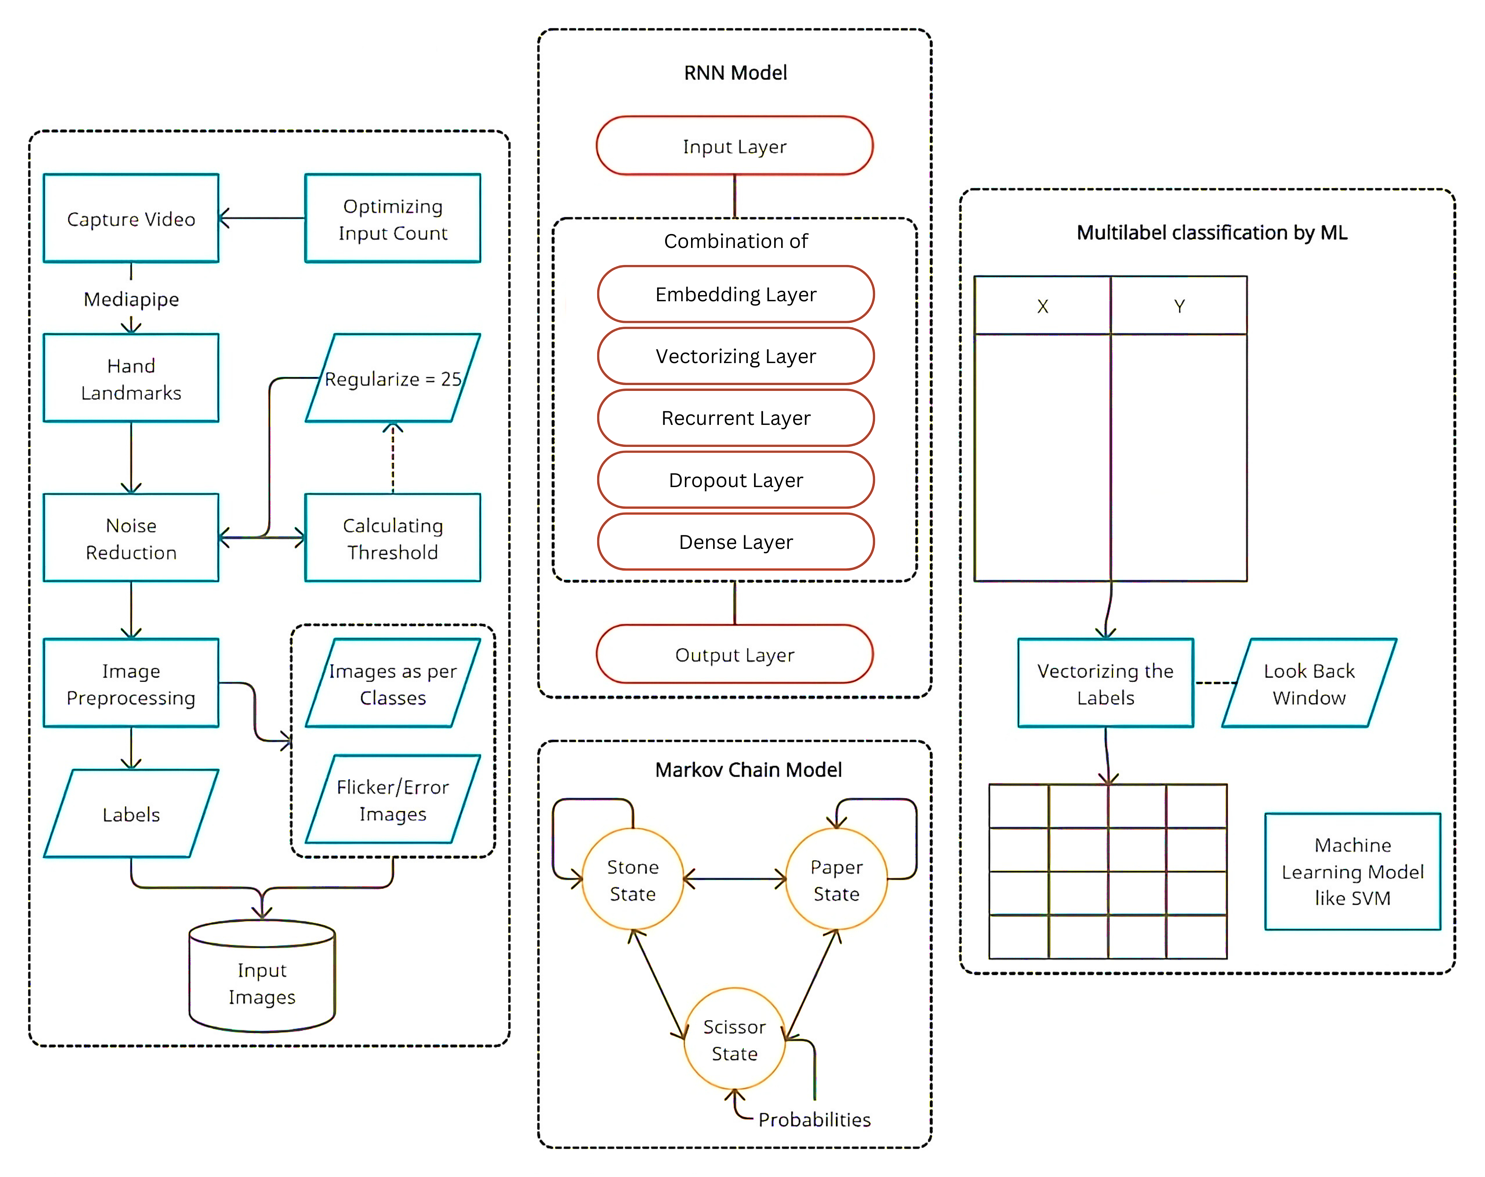 Capture Video
Optimizing
Input Count
Mediapipe
Hand
Landmarks
Regularize = 25
Noise
Reduction
Calculating
Threshold
Image
Preprocessing
Images as per
Classes
Flicker/Error
Images
Labels
Input
Images
RNN Model
Input Layer
Combination of
Embedding Layer
Vectorizing Layer
Recurrent Layer
Dropout Layer
Dense Layer
Output Layer
Markov Chain Model
Stone
State
Paper
State
Scissor
State
Probabilities
Multilabel classification by ML
X
Y
Vectorizing the
Labels
Look Back
Window
Machine
Learning Model
like SVM